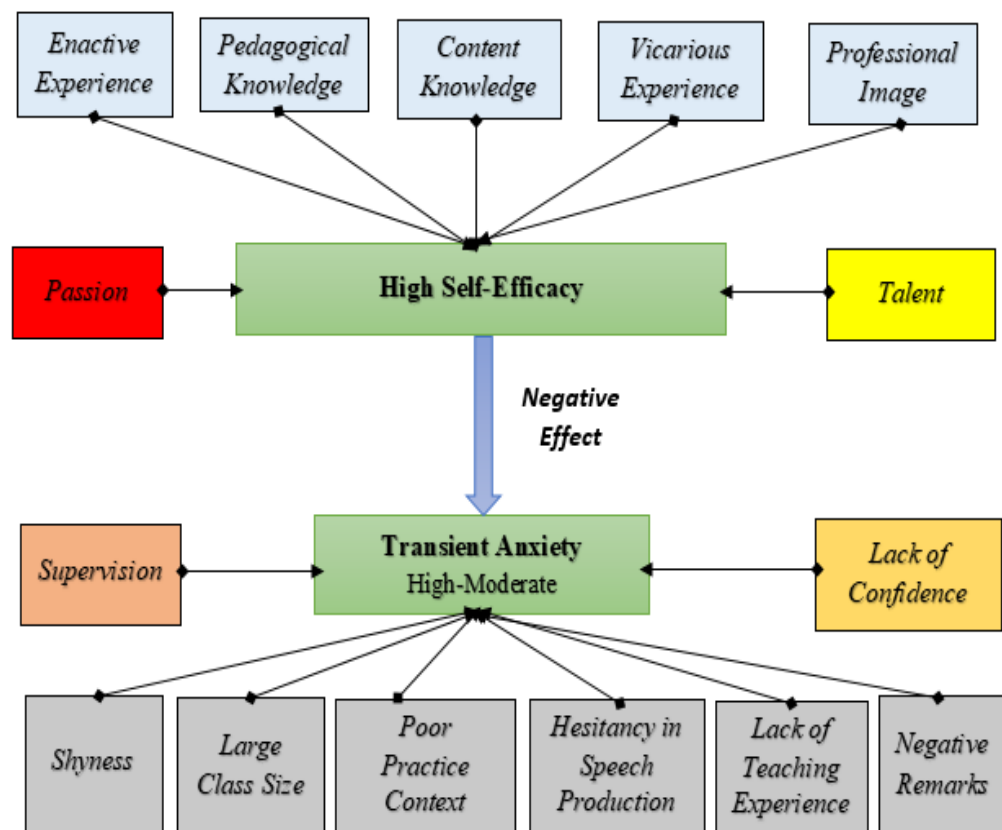 Enactive
Experience
Pedagogical
Knowledge
Content
Knowledge
Vicarious
Experience
Professional
Image
Passion
High Self-Efficacy
Talent
Negative
Effect
Supervision
Transient Anxiety
High-Moderate
Lack of
Confidence
Shyness
Large
Class Size
Poor
Practice
Context
Hesitancy in
Speech
Production
Lack of
Teaching
Experience
Negative
Remarks